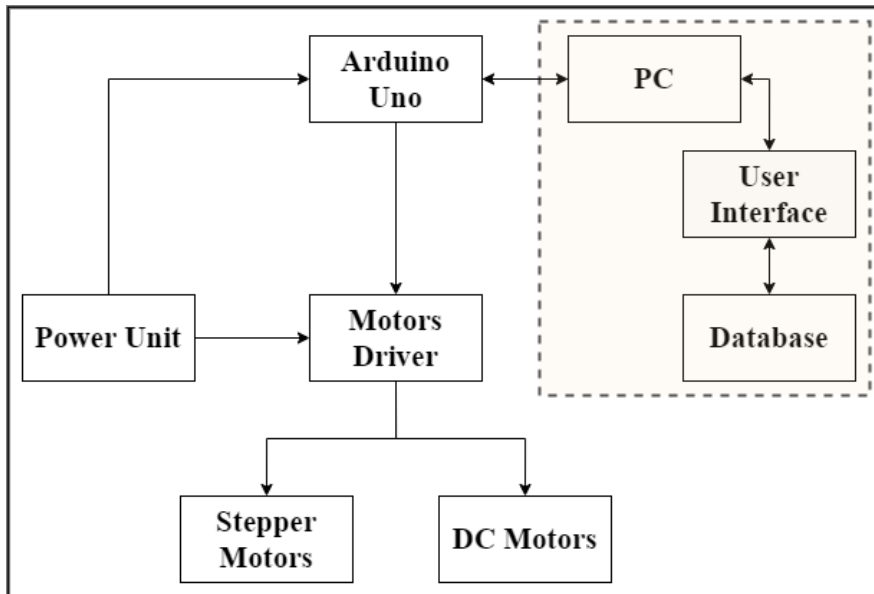 Arduino
Uno
PC
User
Interface
Power Unit
Motors
Driver
Database
Stepper
Motors
DC Motors